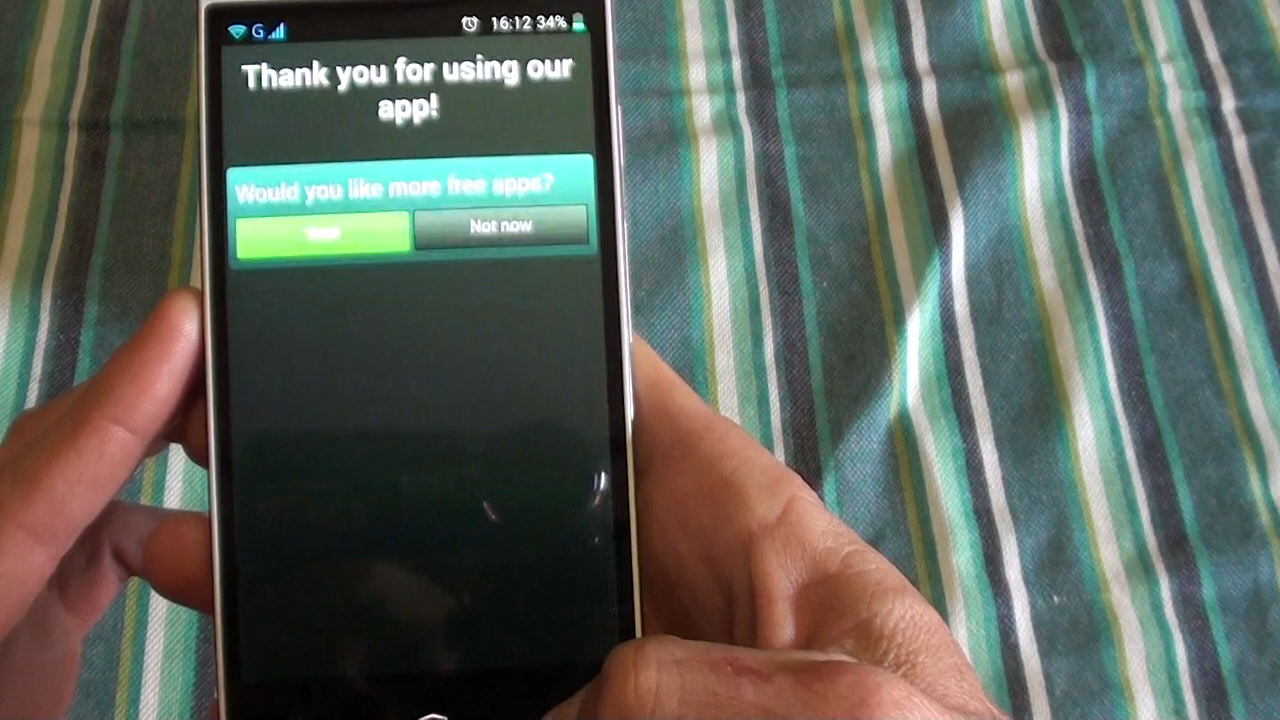 G 16:12 34%
Thank you for using our
app!
Would you like more free apps?
Not now